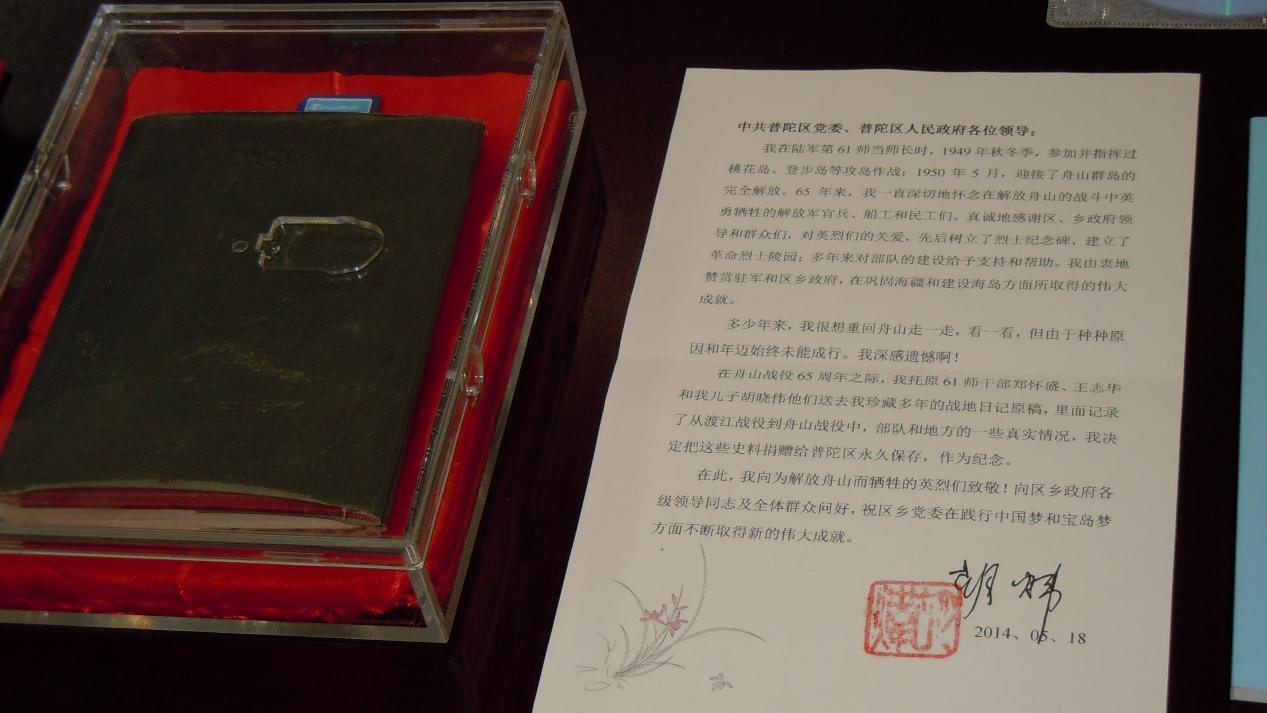 中共普陀区党委、普陀区人民政府各位领导：
我在陆军第61师当师长时，1949年秋冬季，参加并指挥过
桃花岛、登步岛等攻岛作战；1950年5月，迎接了舟山群岛的
完全解放。65年来，我一直深切地怀念在解放舟山的战斗中英
勇牺牲的解放军官兵、船工和民工们。真诚地感谢区、乡政府领
导和群众们，对英烈们的关爱，先后树立了烈士纪念碑，建立了
革命烈士陵园；多年来对部队的建设给予支持和帮助。我由衷地
赞赏驻军和区乡政府，在巩固海疆和建设海岛方面所取得的伟大
成就。
多少年来，我很想重回舟山走一走，看一看，但由于种种原
因和年迈始终未能成行。我深感遗憾啊！
在舟山战役65周年之际，我托原61师干部郑怀盛、王志华
和我儿子胡晓伟他们送去我珍藏多年的战地日记原稿，里面记录
了从渡江战役到舟山战役中，部队和地方的一些真实情况，我决
定把这些史料捐赠给普陀区永久保存，作为纪念。
在此，我向为解放舟山而牺牲的英烈们致敬！向区乡政府各
级领导同志及全体群众问好，祝区乡党委在践行中国梦和宝岛梦
方面不断取得新的伟大成就。
胡炜
2014、05、18